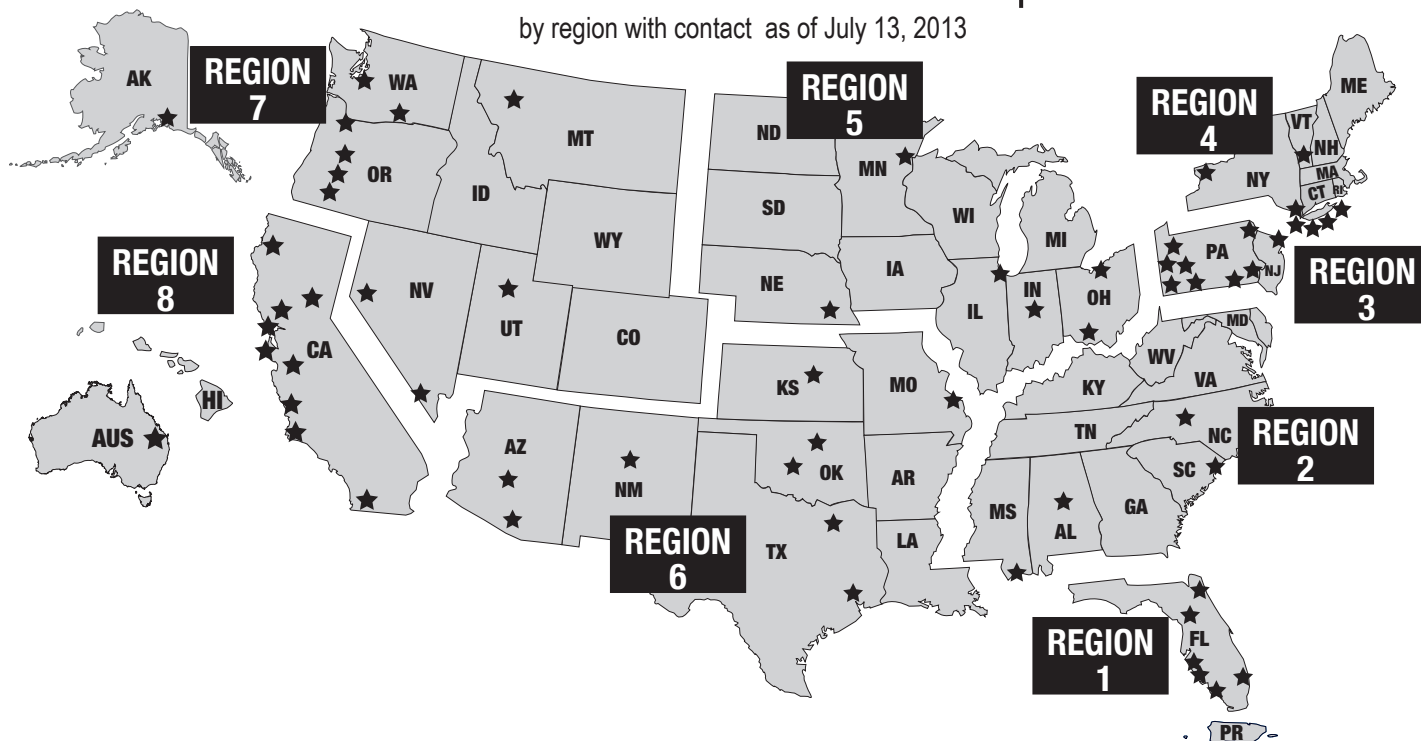 by region with contact as of July 13, 2013
AK
REGION
7
WA
MT
OR
ID
WY
ND
REGION
5
MN
SD
WI
MI
NE
IA
IL
IN
OH
REGION
4
ME
VT
NH
NY
MA
CT
RI
PA
NJ
REGION
3
REGION
8
NV
UT
CO
CA
HI
AUS
AZ
NM
KS
MO
OK
AR
TX
LA
REGION
6
MD
WV
VA
KY
TN
NC
SC
REGION
2
MS
AL
GA
REGION
1
FL
PR